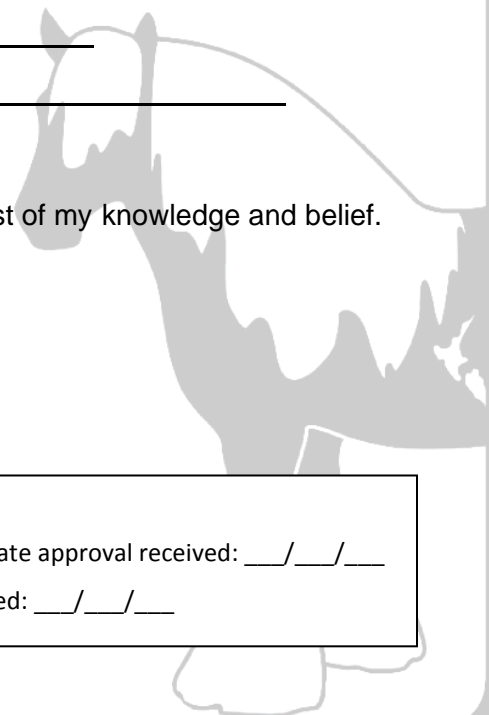 st of my knowledge and belief.
ate approval received: ___/___/___
ed: ___/___/___